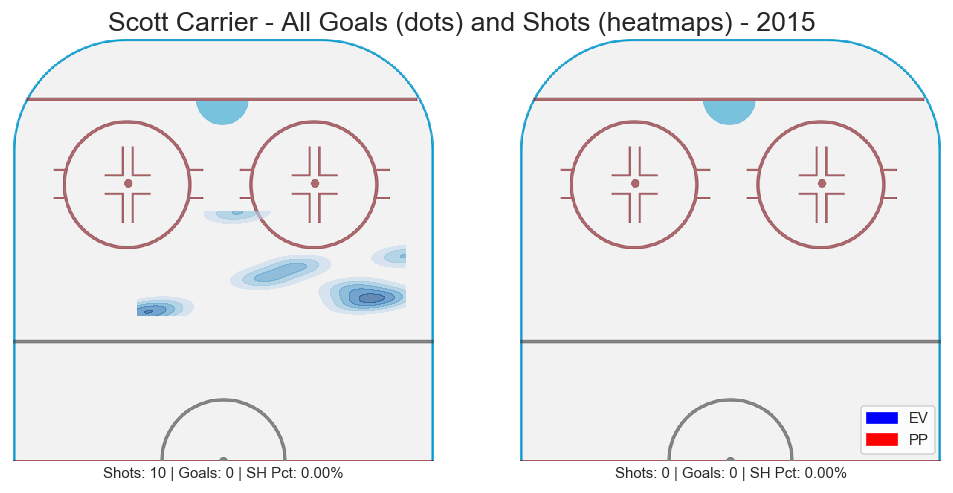 Scott Carrier - All Goals (dots) and Shots (heatmaps) - 2015
EV
PP
Shots: 10 | Goals: 0 | SH Pct: 0.00%
Shots: 0 | Goals: 0 | SH Pct: 0.00%